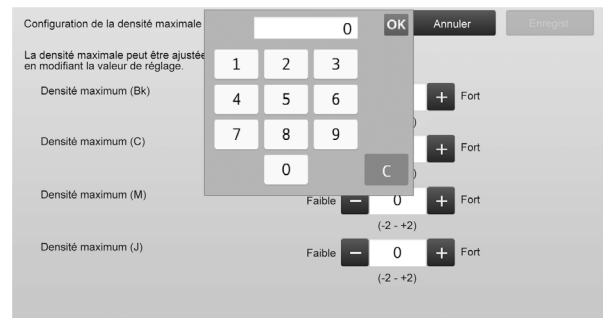 Configuration de la densité maximale
0
OK
Annuler
Enregist
La densité maximale peut être ajustée
en modifiant la valeur de réglage.
1 2 3
4 5 6
7 8 9
0 C
Densité maximum (Bk)
+ Fort
)
Densité maximum (C)
+ Fort
)
Densité maximum (M)
Faible − 0 + Fort
(-2 - +2)
Densité maximum (J)
Faible − 0 + Fort
(-2 - +2)